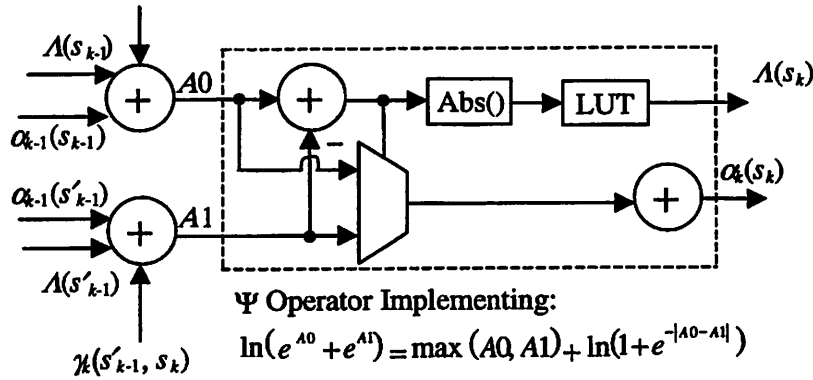 Λ(s_{k-1})
A0
+
+
Abs()
LUT
Λ(s_k)
α_{k-1}(s_{k-1})
−
α_k(s_k)
α_{k-1}(s'_{k-1})
A1
+
+
Λ(s'_{k-1})
γ_k(s'_{k-1}, s_k)
Ψ Operator Implementing:
ln(e^{A0} + e^{A1}) = max (A0, A1) + ln(1+e^{-|A0-A1|})